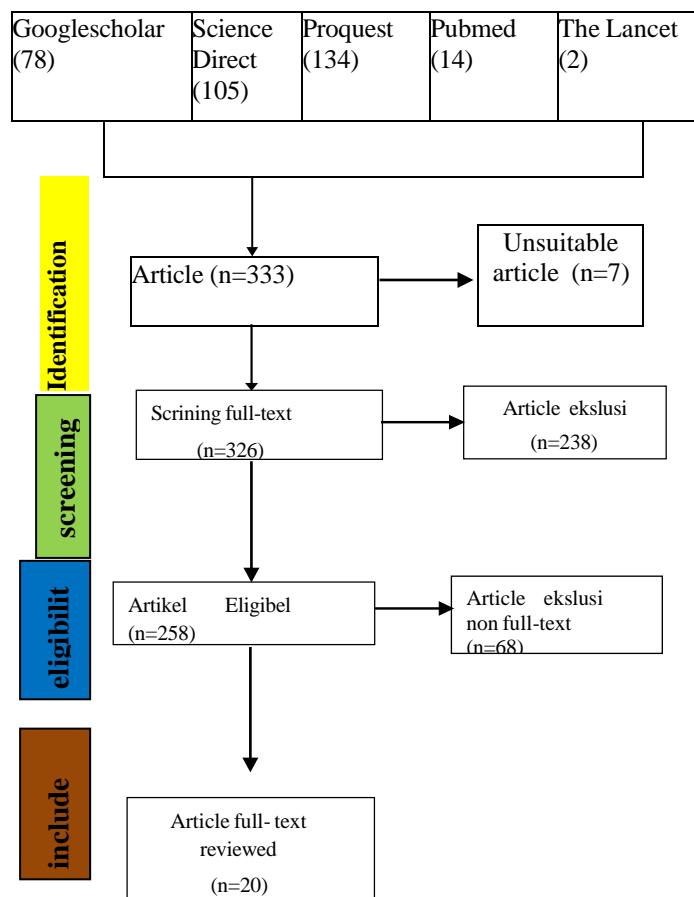 Googlescholar
(78)
Science
Direct
(105)
Proquest
(134)
Pubmed
(14)
The Lancet
(2)
Identification
Article (n=333)
Unsuitable
article (n=7)
screening
Scrining full-text
(n=326)
Article ekslusi
(n=238)
eligibilit
Artikel Eligibel
(n=258)
Article ekslusi
non full-text
(n=68)
include
Article full- text
reviewed
(n=20)